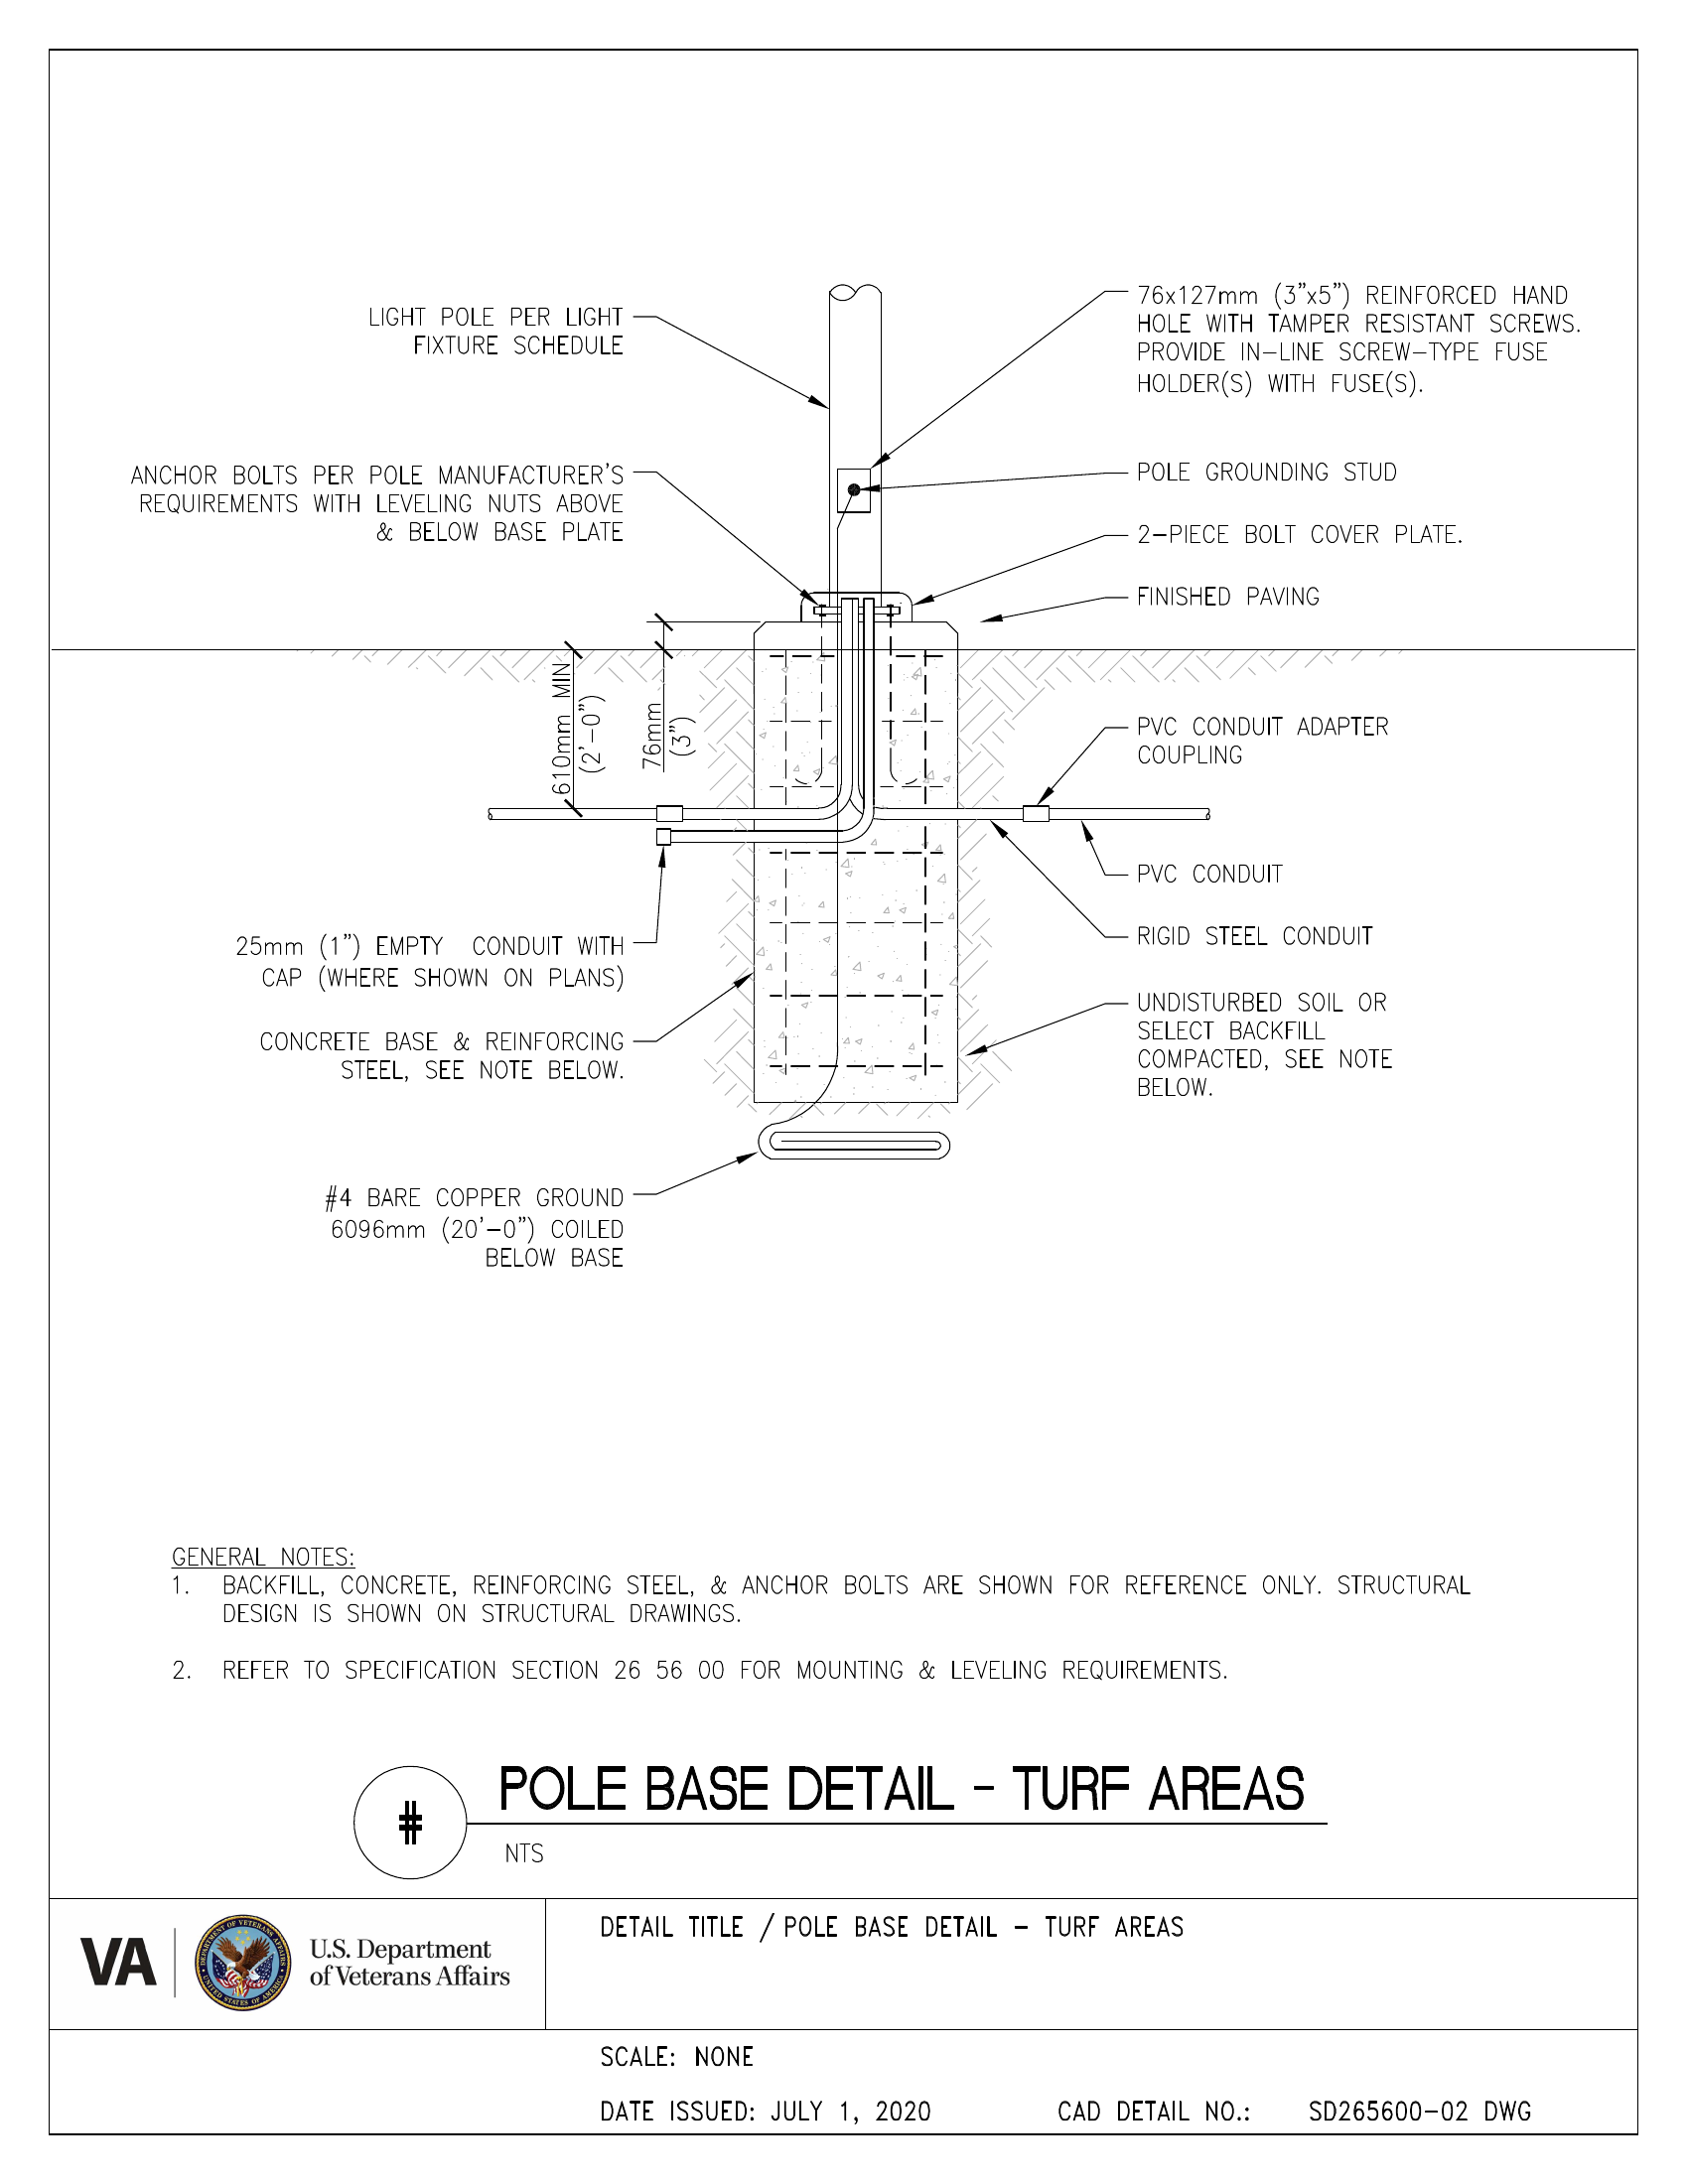 LIGHT POLE PER LIGHT
FIXTURE SCHEDULE
76x127mm (3"x5") REINFORCED HAND
HOLE WITH TAMPER RESISTANT SCREWS.
PROVIDE IN-LINE SCREW-TYPE FUSE
HOLDER(S) WITH FUSE(S).
ANCHOR BOLTS PER POLE MANUFACTURER'S
REQUIREMENTS WITH LEVELING NUTS ABOVE
& BELOW BASE PLATE
POLE GROUNDING STUD
2-PIECE BOLT COVER PLATE.
FINISHED PAVING
610mm MIN
(2'-0")
76mm
(3")
PVC CONDUIT ADAPTER
COUPLING
PVC CONDUIT
RIGID STEEL CONDUIT
25mm (1") EMPTY CONDUIT WITH
CAP (WHERE SHOWN ON PLANS)
CONCRETE BASE & REINFORCING
STEEL, SEE NOTE BELOW.
UNDISTURBED SOIL OR
SELECT BACKFILL
COMPACTED, SEE NOTE
BELOW.
#4 BARE COPPER GROUND
6096mm (20'-0") COILED
BELOW BASE
GENERAL NOTES:
1. BACKFILL, CONCRETE, REINFORCING STEEL, & ANCHOR BOLTS ARE SHOWN FOR REFERENCE ONLY. STRUCTURAL
DESIGN IS SHOWN ON STRUCTURAL DRAWINGS.
2. REFER TO SPECIFICATION SECTION 26 56 00 FOR MOUNTING & LEVELING REQUIREMENTS.
#
POLE BASE DETAIL - TURF AREAS
NTS
VA
DEPARTMENT OF VETERANS AFFAIRS
UNITED STATES OF AMERICA
U.S. Department
of Veterans Affairs
DETAIL TITLE / POLE BASE DETAIL - TURF AREAS
SCALE: NONE
DATE ISSUED: JULY 1, 2020
CAD DETAIL NO.: SD265600-02 DWG